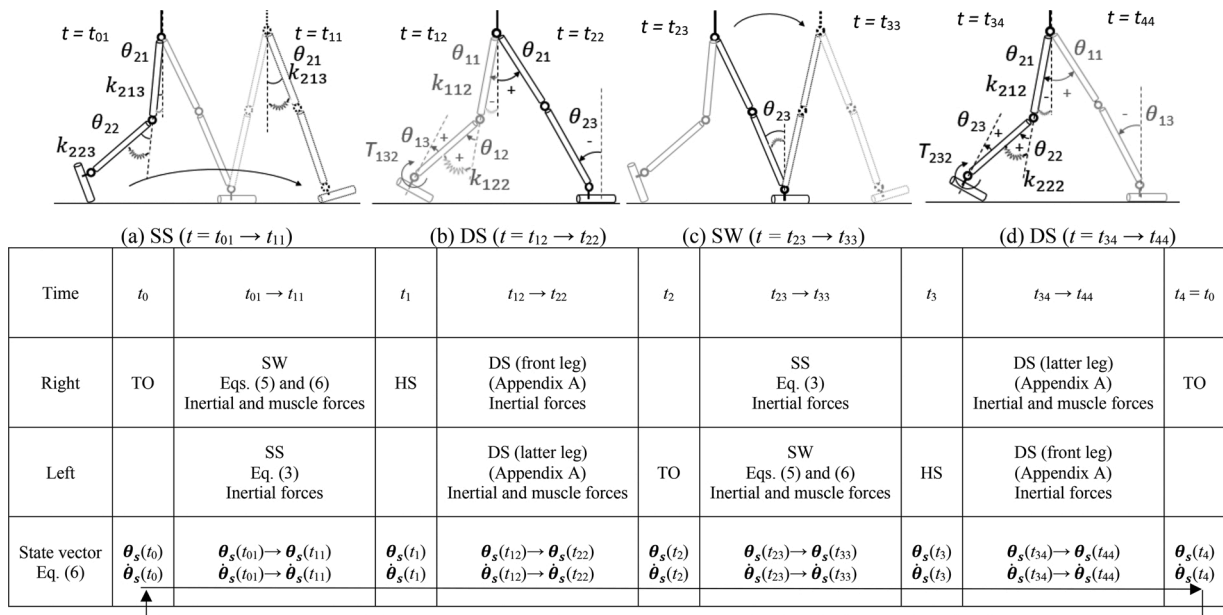 t = t₀₁
θ₂₁
k₂₁₃
θ₂₂
k₂₂₃
t = t₁₁
θ₂₁
k₂₁₃
-
-
t = t₁₂
θ₁₁
k₁₁₂
θ₁₃
T₁₃₂
θ₁₂
k₁₂₂
+
+
-
t = t₂₂
θ₂₁
+
θ₂₃
-
t = t₂₃
θ₂₃
-
t = t₃₃
t = t₃₄
θ₂₁
k₂₁₂
θ₂₃
T₂₃₂
θ₂₂
k₂₂₂
+
+
-
t = t₄₄
θ₁₁
+
-
θ₁₃
(a) SS (t = t₀₁ → t₁₁)
(b) DS (t = t₁₂ → t₂₂)
(c) SW (t = t₂₃ → t₃₃)
(d) DS (t = t₃₄ → t₄₄)
Time
t₀
t₀₁ → t₁₁
t₁
t₁₂ → t₂₂
t₂
t₂₃ → t₃₃
t₃
t₃₄ → t₄₄
t₄ = t₀
Right
TO
SW
Eqs. (5) and (6)
Inertial and muscle forces
HS
DS (front leg)
(Appendix A)
Inertial forces
SS
Eq. (3)
Inertial forces
DS (latter leg)
(Appendix A)
Inertial and muscle forces
TO
Left
SS
Eq. (3)
Inertial forces
DS (latter leg)
(Appendix A)
Inertial and muscle forces
TO
SW
Eqs. (5) and (6)
Inertial and muscle forces
HS
DS (front leg)
(Appendix A)
Inertial forces
State vector
Eq. (6)
θₛ(t₀)
θ̇ₛ(t₀)
θₛ(t₀₁)→ θₛ(t₁₁)
θ̇ₛ(t₀₁)→ θ̇ₛ(t₁₁)
θₛ(t₁)
θ̇ₛ(t₁)
θₛ(t₁₂)→ θₛ(t₂₂)
θ̇ₛ(t₁₂)→ θ̇ₛ(t₂₂)
θₛ(t₂)
θ̇ₛ(t₂)
θₛ(t₂₃)→ θₛ(t₃₃)
θ̇ₛ(t₂₃)→ θ̇ₛ(t₃₃)
θₛ(t₃)
θ̇ₛ(t₃)
θₛ(t₃₄)→ θₛ(t₄₄)
θ̇ₛ(t₃₄)→ θ̇ₛ(t₄₄)
θₛ(t₄)
θ̇ₛ(t₄)